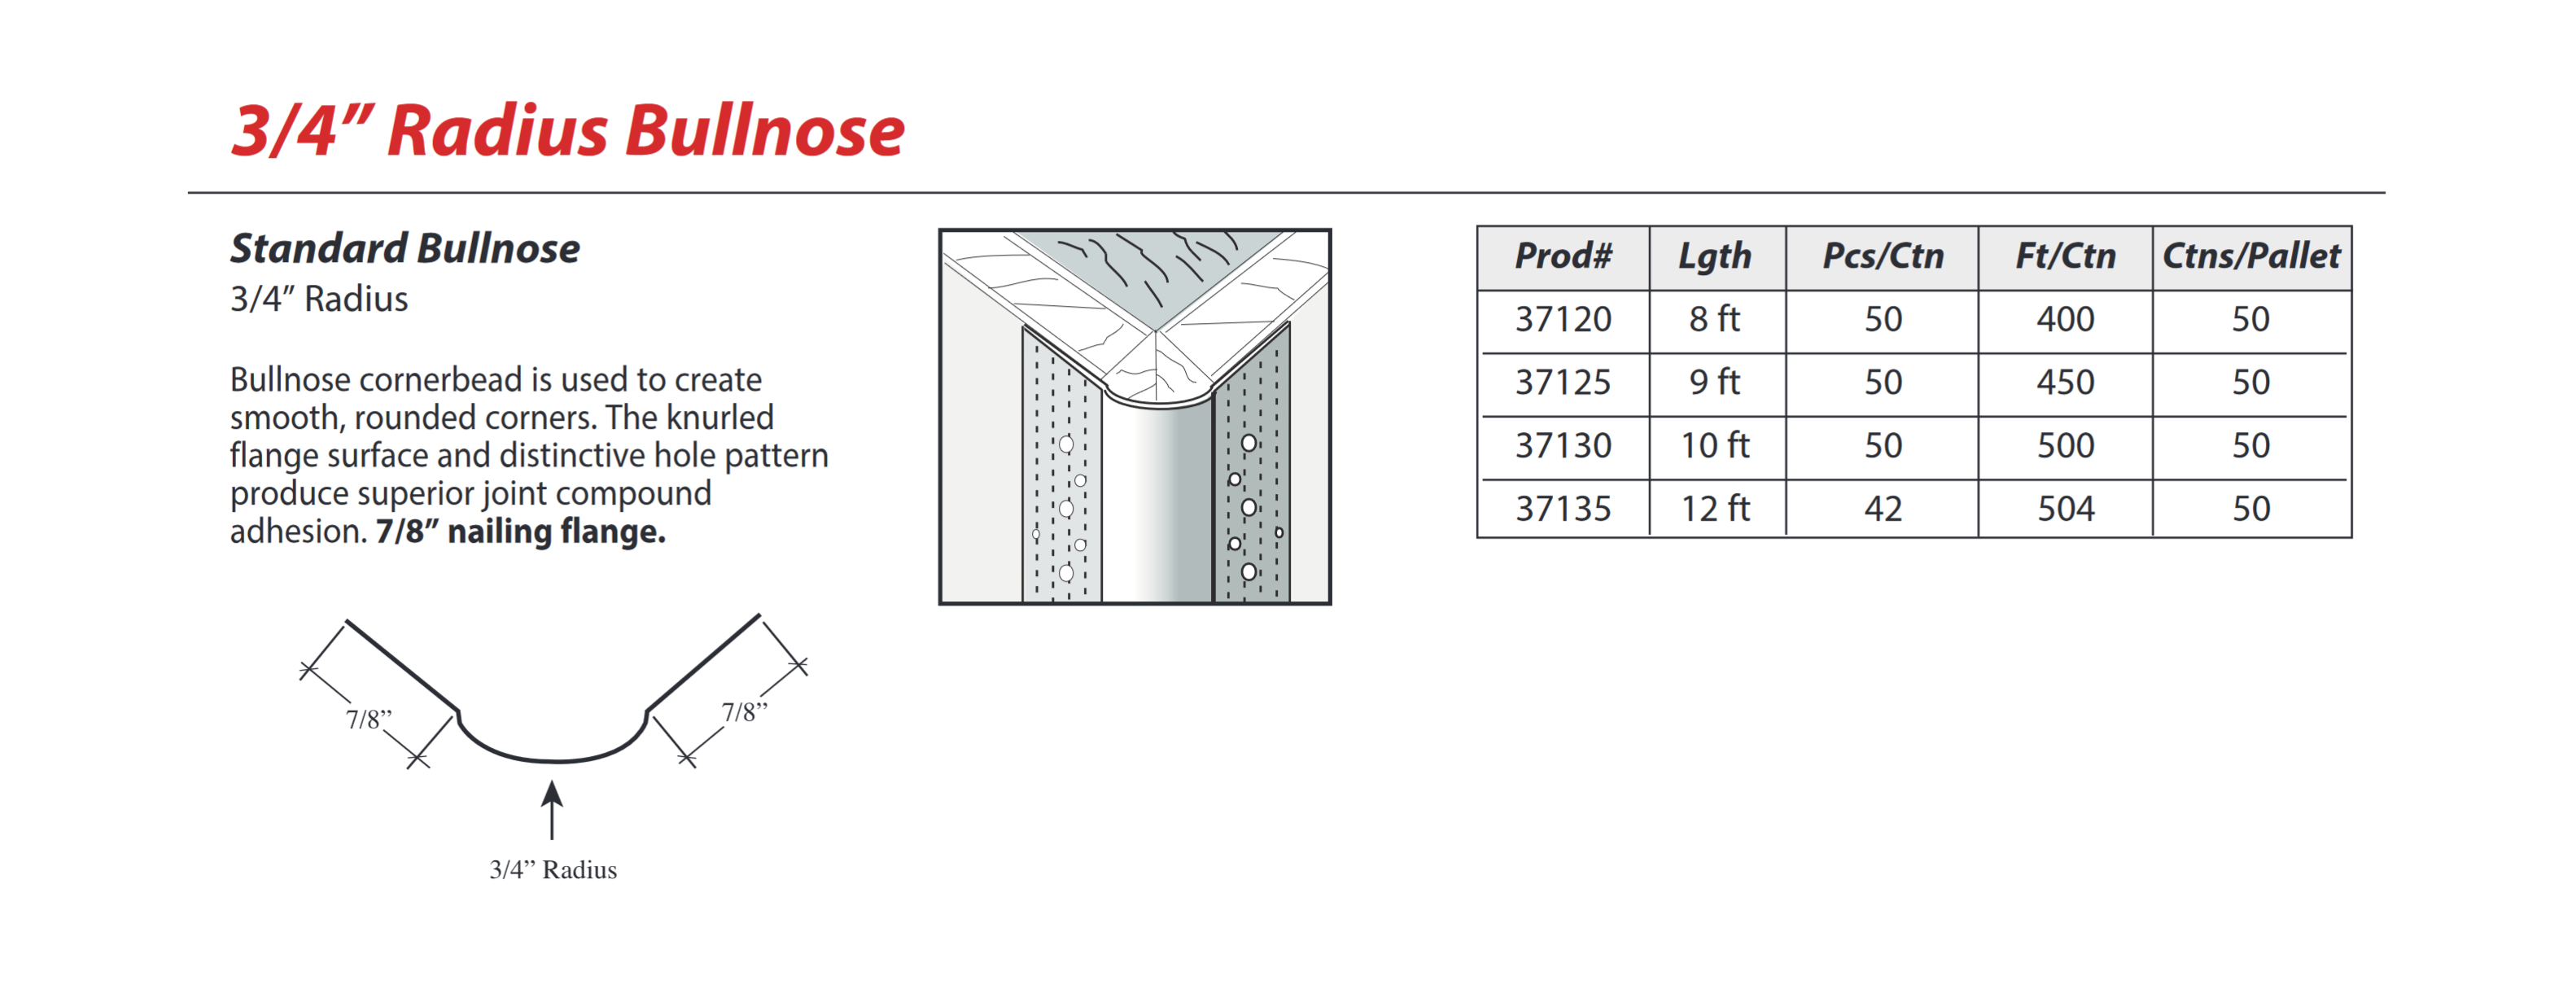 3/4” Radius Bullnose
Standard Bullnose
3/4” Radius
Bullnose cornerbead is used to create
smooth, rounded corners. The knurled
flange surface and distinctive hole pattern
produce superior joint compound
adhesion. 7/8” nailing flange.
7/8”
7/8”
3/4” Radius
Prod# Lgth Pcs/Ctn Ft/Ctn Ctns/Pallet
37120 8 ft 50 400 50
37125 9 ft 50 450 50
37130 10 ft 50 500 50
37135 12 ft 42 504 50